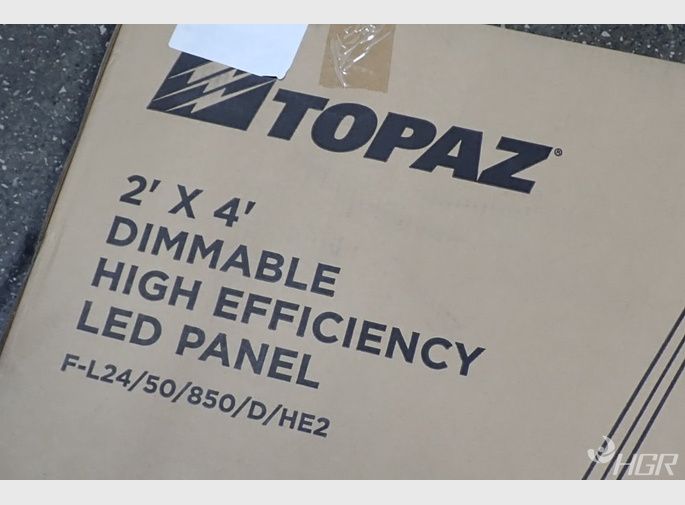 TOPAZ®
2' X 4'
DIMMABLE
HIGH EFFICIENCY
LED PANEL
F-L24/50/850/D/HE2
HGR